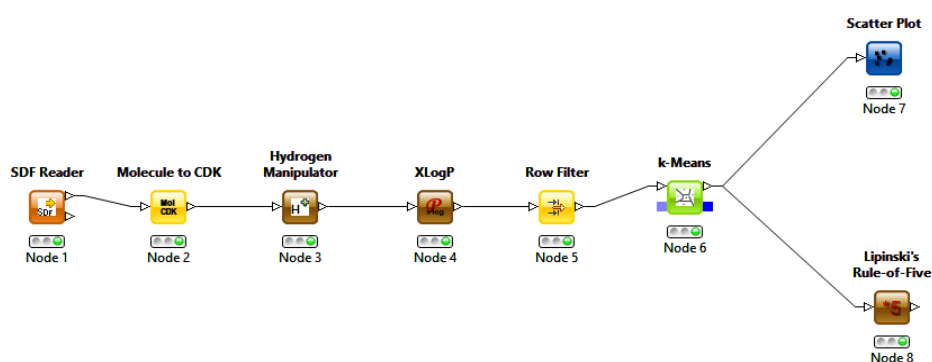 Scatter Plot
Node 7
SDF Reader
SDF
Node 1
Molecule to CDK
Mol
CDK
Node 2
Hydrogen
Manipulator
H+
Node 3
XLogP
Node 4
Row Filter
Node 5
k-Means
Node 6
Lipinski's
Rule-of-Five
*5
Node 8